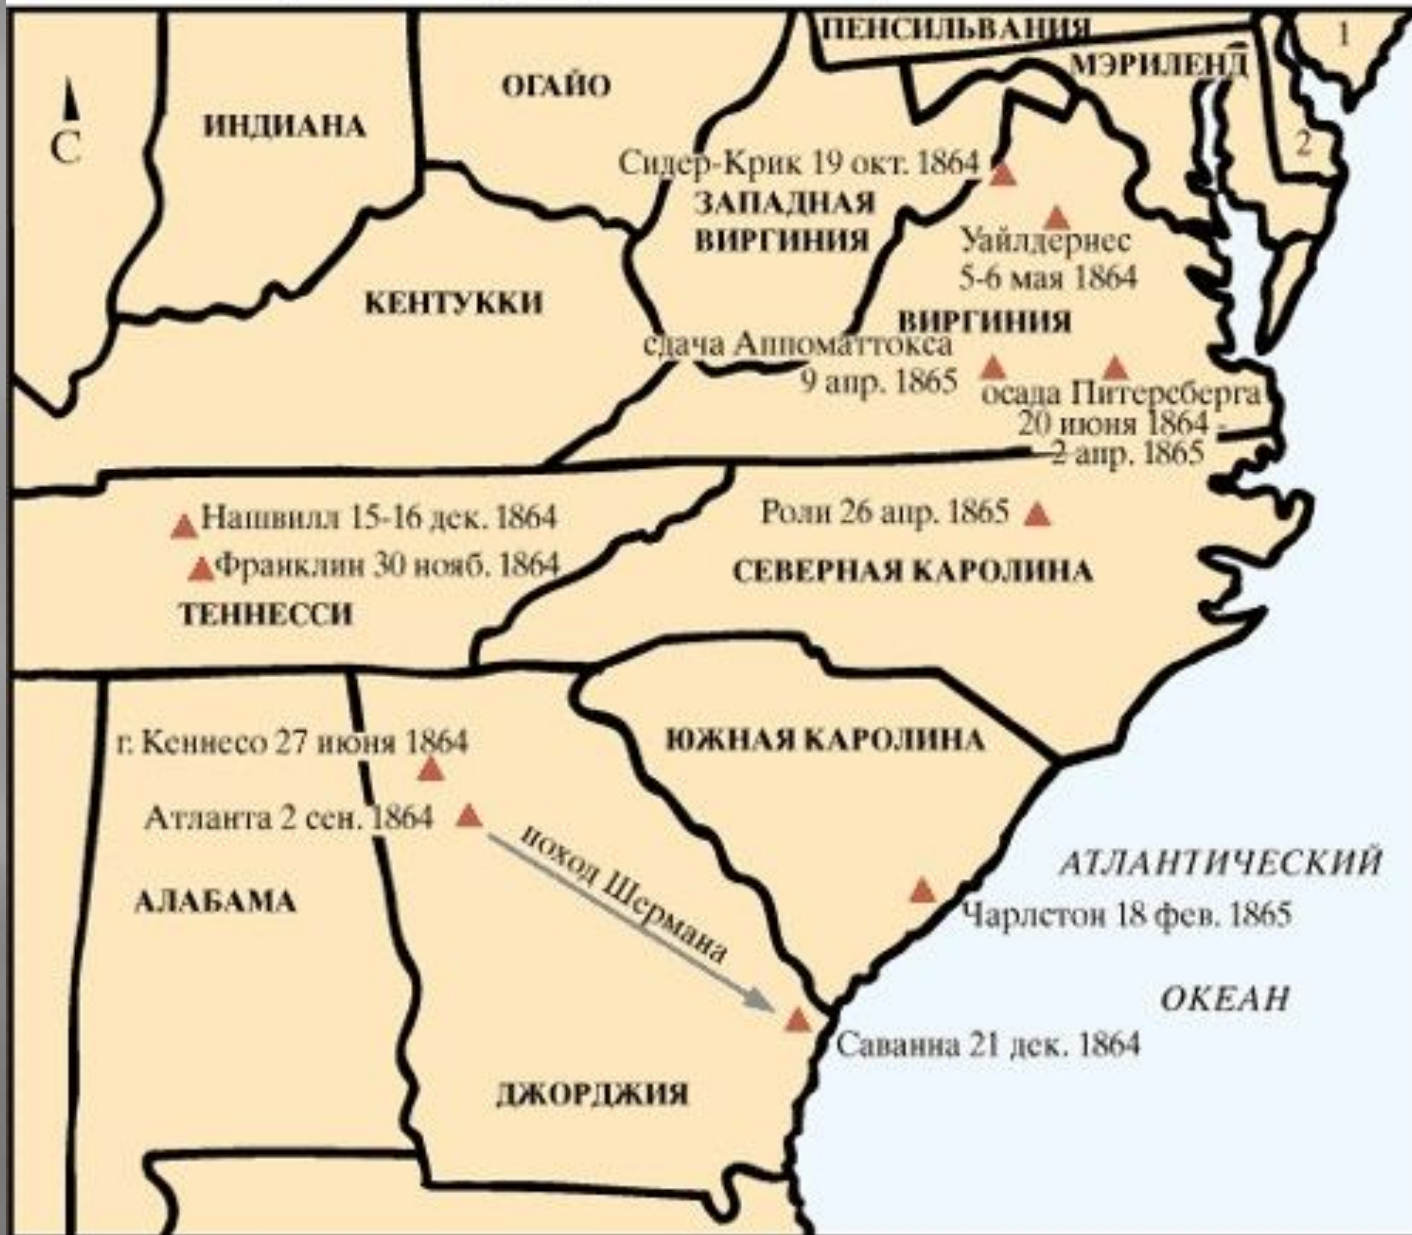 ПЕНСИЛЬВАНИЯ
1
МЭРИЛЕНД
ОГАЙО
ИНДИАНА
С
2
Сидер-Крик 19 окт. 1864
ЗАПАДНАЯ
ВИРГИНИЯ
Уайлдернес
5-6 мая 1864
КЕНТУККИ
ВИРГИНИЯ
сдача Аппоматтокса
9 апр. 1865
осада Питерсберга
20 июня 1864 -
2 апр. 1865
Нашвилл 15-16 дек. 1864
Роли 26 апр. 1865
Франклин 30 нояб. 1864
СЕВЕРНАЯ КАРОЛИНА
ТЕННЕССИ
г. Кеннесо 27 июня 1864
ЮЖНАЯ КАРОЛИНА
Атланта 2 сен. 1864
поход Шермана
АТЛАНТИЧЕСКИЙ
АЛАБАМА
Чарлстон 18 фев. 1865
ОКЕАН
Саванна 21 дек. 1864
ДЖОРДЖИЯ